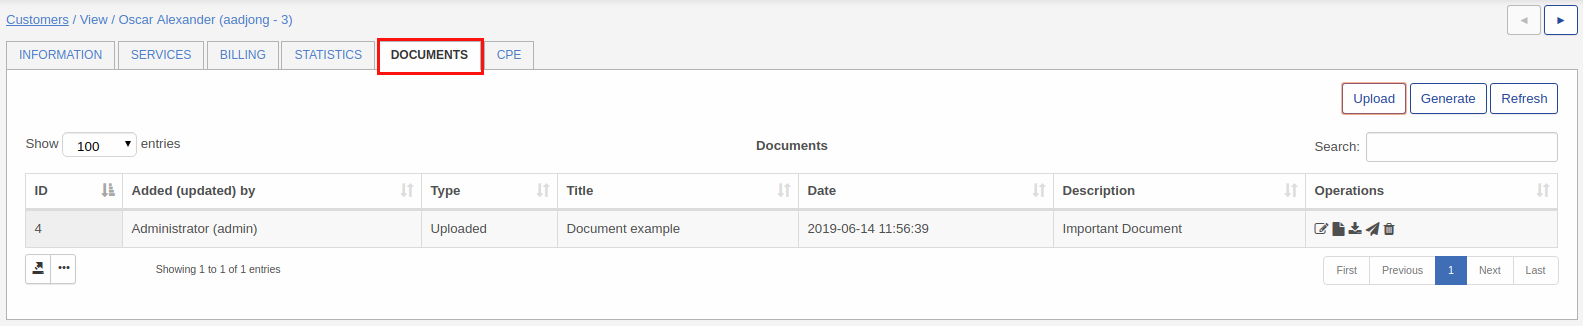 Customers / View / Oscar Alexander (aadjong - 3)
INFORMATION SERVICES BILLING STATISTICS DOCUMENTS CPE
Upload Generate Refresh
Show 100 entries Documents Search:
ID Added (updated) by Type Title Date Description Operations
4 Administrator (admin) Uploaded Document example 2019-06-14 11:56:39 Important Document
Showing 1 to 1 of 1 entries First Previous 1 Next Last